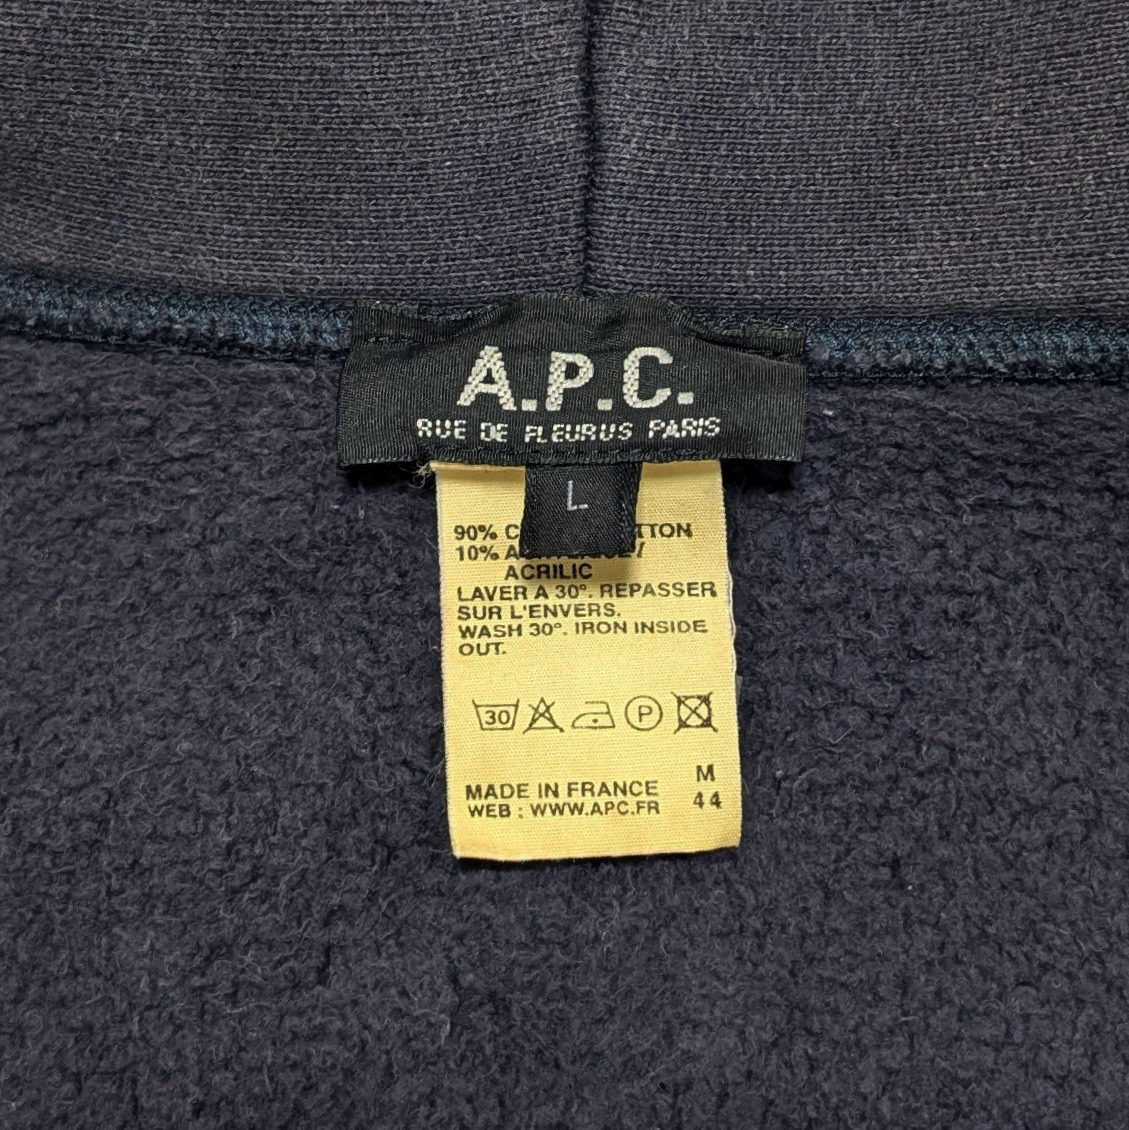 A.P.C.
RUE DE FLEURUS PARIS
L
90% C TTON
10% A /
ACRILIC
LAVER A 30°. REPASSER
SUR L'ENVERS.
WASH 30°. IRON INSIDE
OUT.
30 P
MADE IN FRANCE M
WEB : WWW.APC.FR 44